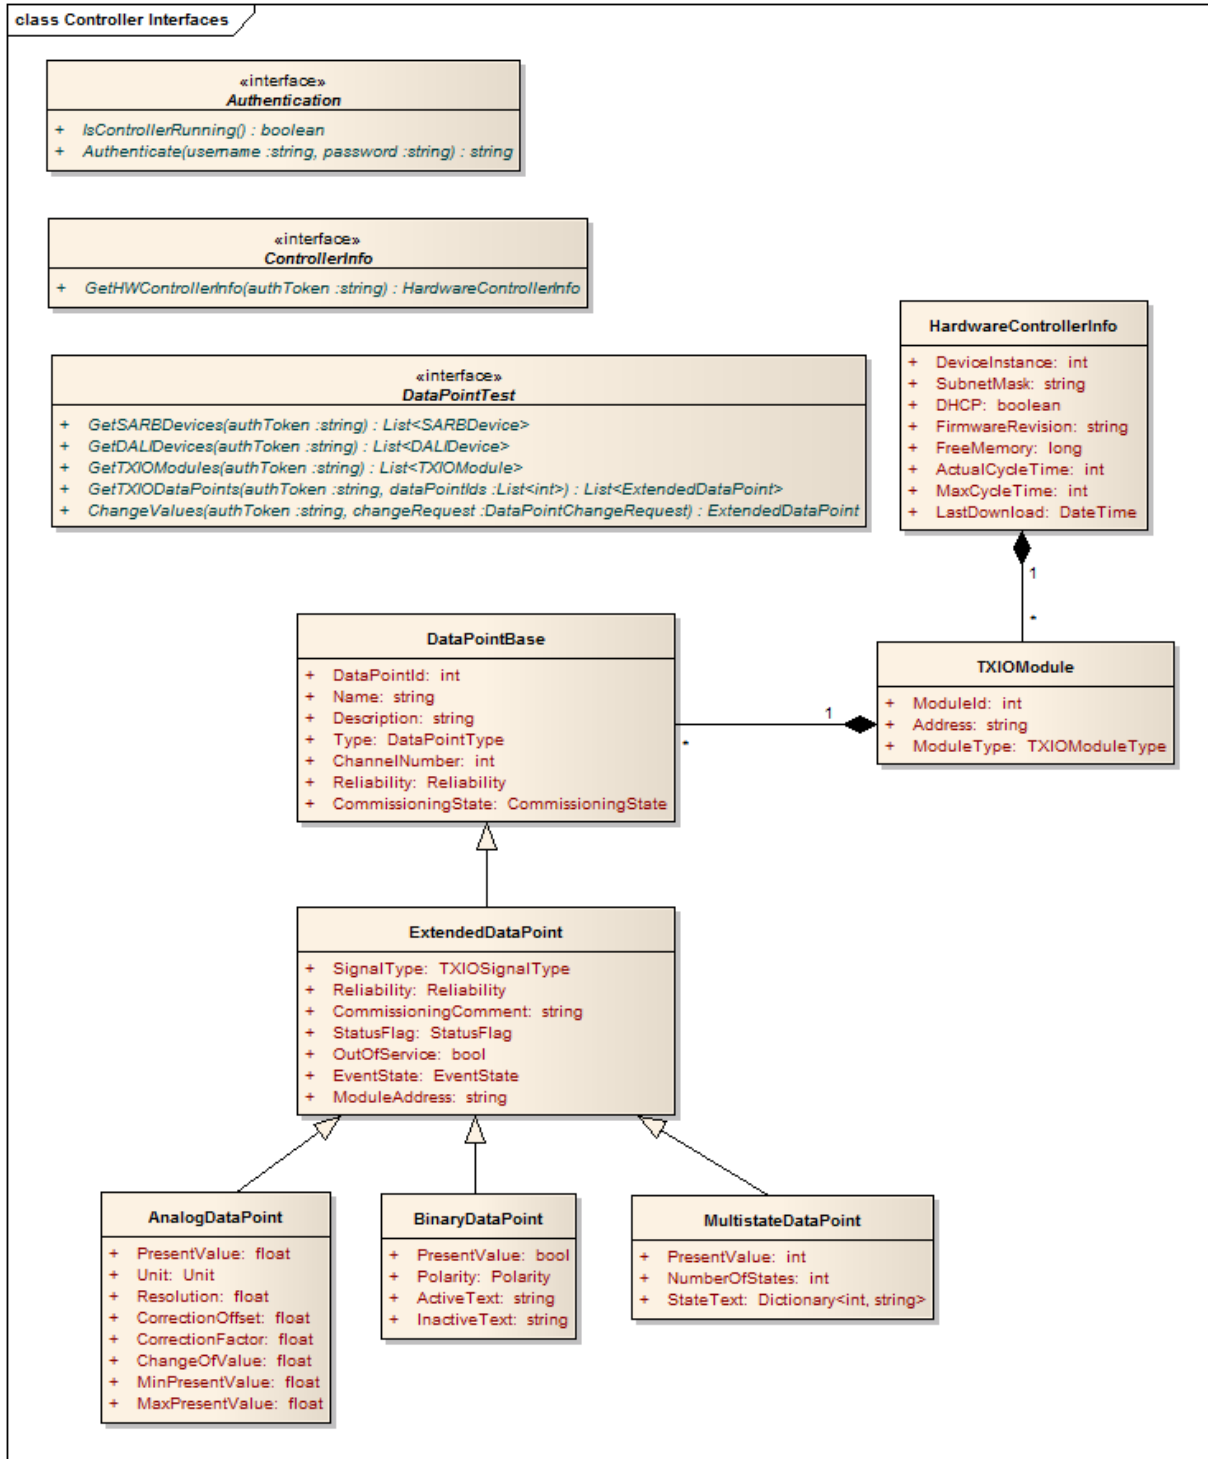 class Controller Interfaces
«interface»
Authentication
+ IsControllerRunning() : boolean
+ Authenticate(username :string, password :string) : string
«interface»
ControllerInfo
+ GetHWControllerInfo(authToken :string) : HardwareControllerInfo
«interface»
DataPointTest
+ GetSARBDevices(authToken :string) : List<SARBDevice>
+ GetDALIDevices(authToken :string) : List<DALIDevice>
+ GetTXIOModules(authToken :string) : List<TXIOModule>
+ GetTXIODataPoints(authToken :string, dataPointIds :List<int>) : List<ExtendedDataPoint>
+ ChangeValues(authToken :string, changeRequest :DataPointChangeRequest) : ExtendedDataPoint
HardwareControllerInfo
+ DeviceInstance: int
+ SubnetMask: string
+ DHCP: boolean
+ FirmwareRevision: string
+ FreeMemory: long
+ ActualCycleTime: int
+ MaxCycleTime: int
+ LastDownload: DateTime
1
*
TXIOModule
+ ModuleId: int
+ Address: string
+ ModuleType: TXIOModuleType
1
*
DataPointBase
+ DataPointId: int
+ Name: string
+ Description: string
+ Type: DataPointType
+ ChannelNumber: int
+ Reliability: Reliability
+ CommissioningState: CommissioningState
ExtendedDataPoint
+ SignalType: TXIOSignalType
+ Reliability: Reliability
+ CommissioningComment: string
+ StatusFlag: StatusFlag
+ OutOfService: bool
+ EventState: EventState
+ ModuleAddress: string
AnalogDataPoint
+ PresentValue: float
+ Unit: Unit
+ Resolution: float
+ CorrectionOffset: float
+ CorrectionFactor: float
+ ChangeOfValue: float
+ MinPresentValue: float
+ MaxPresentValue: float
BinaryDataPoint
+ PresentValue: bool
+ Polarity: Polarity
+ ActiveText: string
+ InactiveText: string
MultistateDataPoint
+ PresentValue: int
+ NumberOfStates: int
+ StateText: Dictionary<int, string>